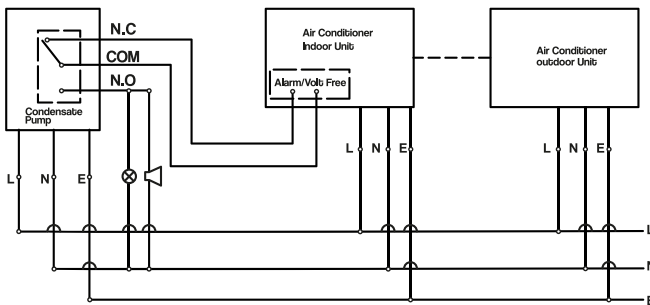 N.C
COM
N.O
Condensate
Pump
Air Conditioner
Indoor Unit
Alarm/Volt Free
Air Conditioner
outdoor Unit
L N E
L N E
L N E
L
N
E